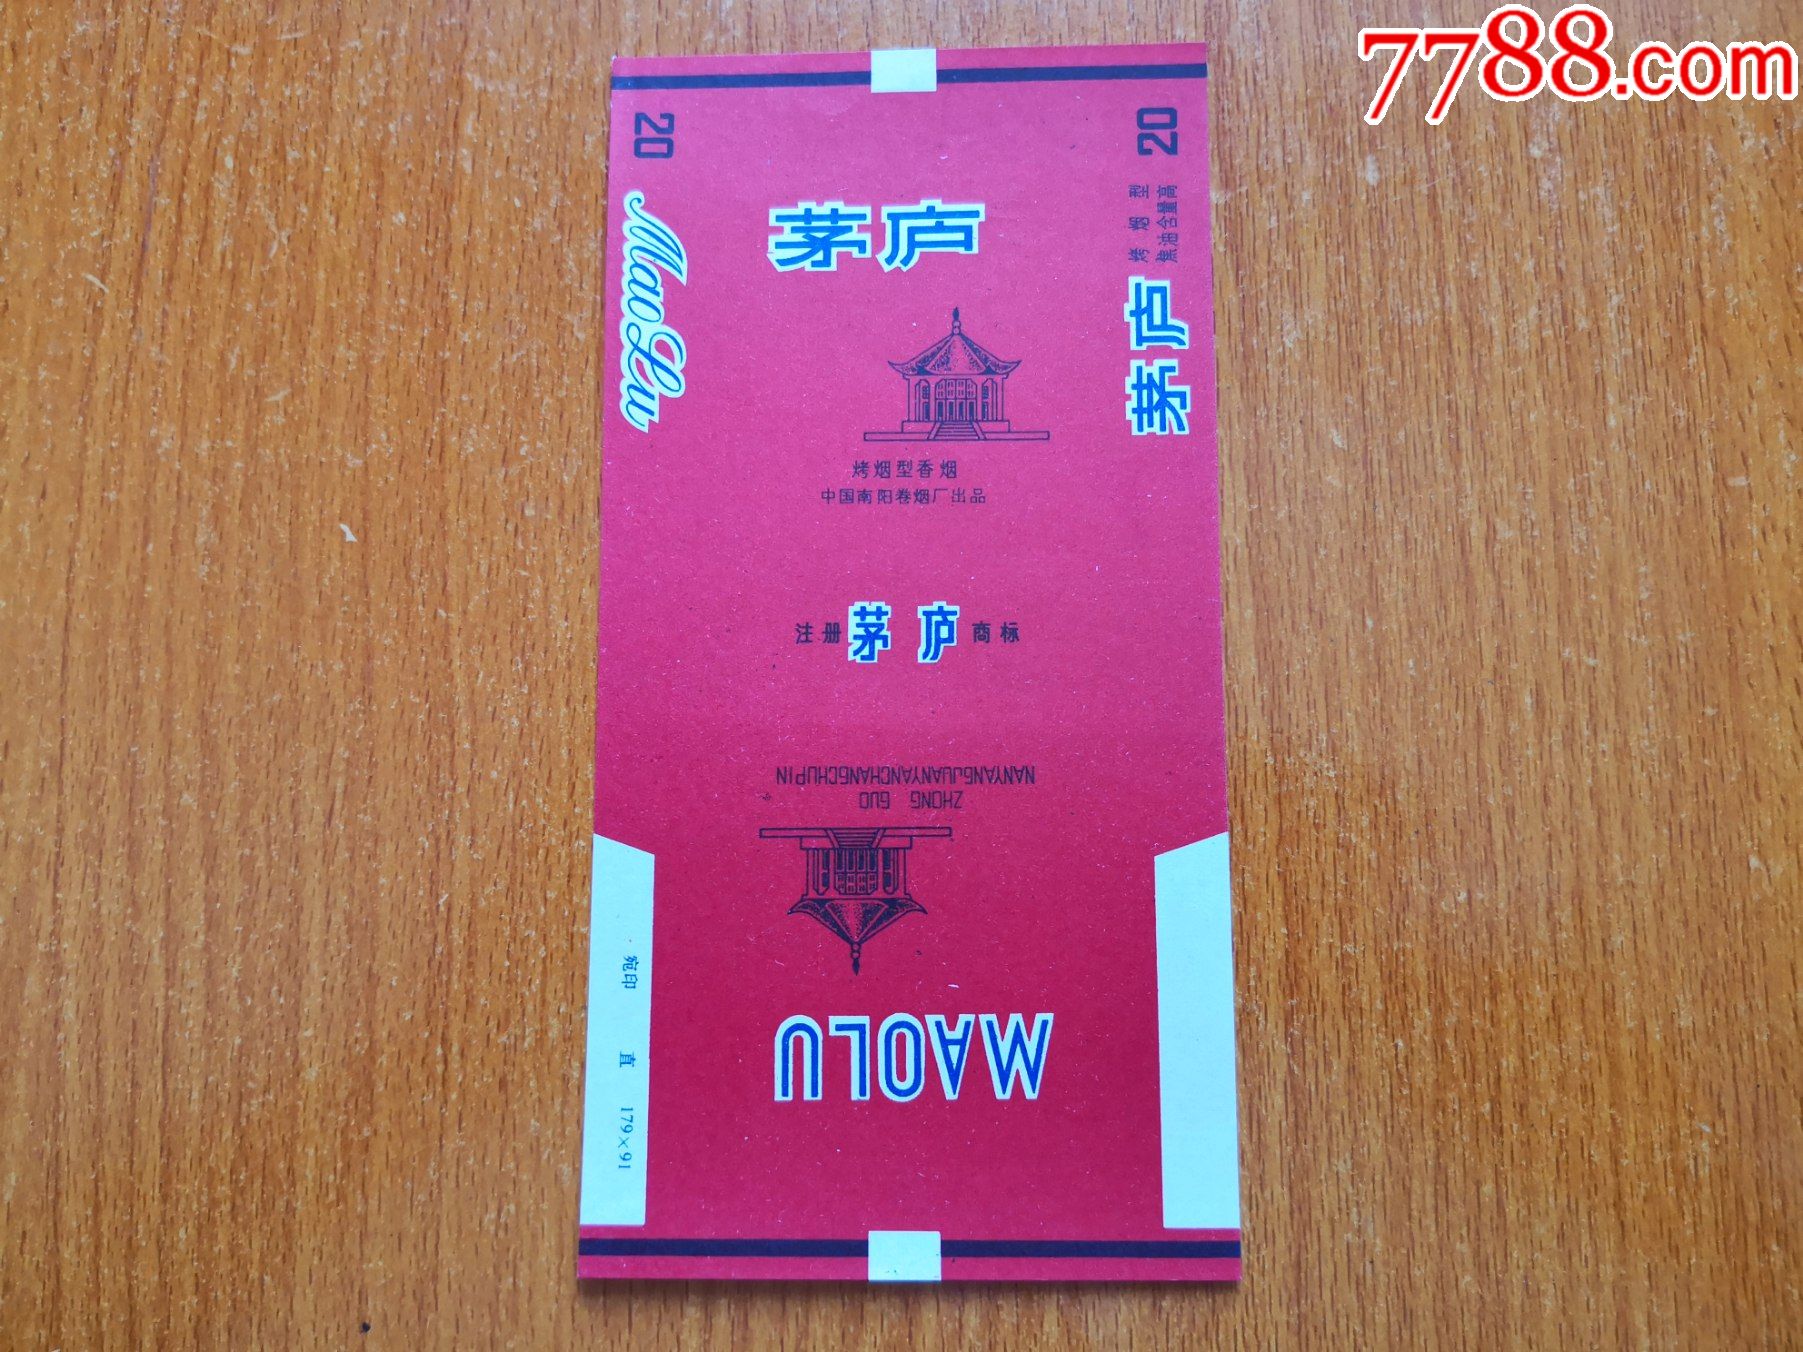 7788.com
20
MaoLu
20
烤烟型
焦油含量高
茅庐
茅庐
烤烟型香烟
中国南阳卷烟厂出品
注册 茅庐 商标
MAOLU
ZHONG GUO
NANYANGJUANYANCHANGCHUPIN
宛印 直 179×91